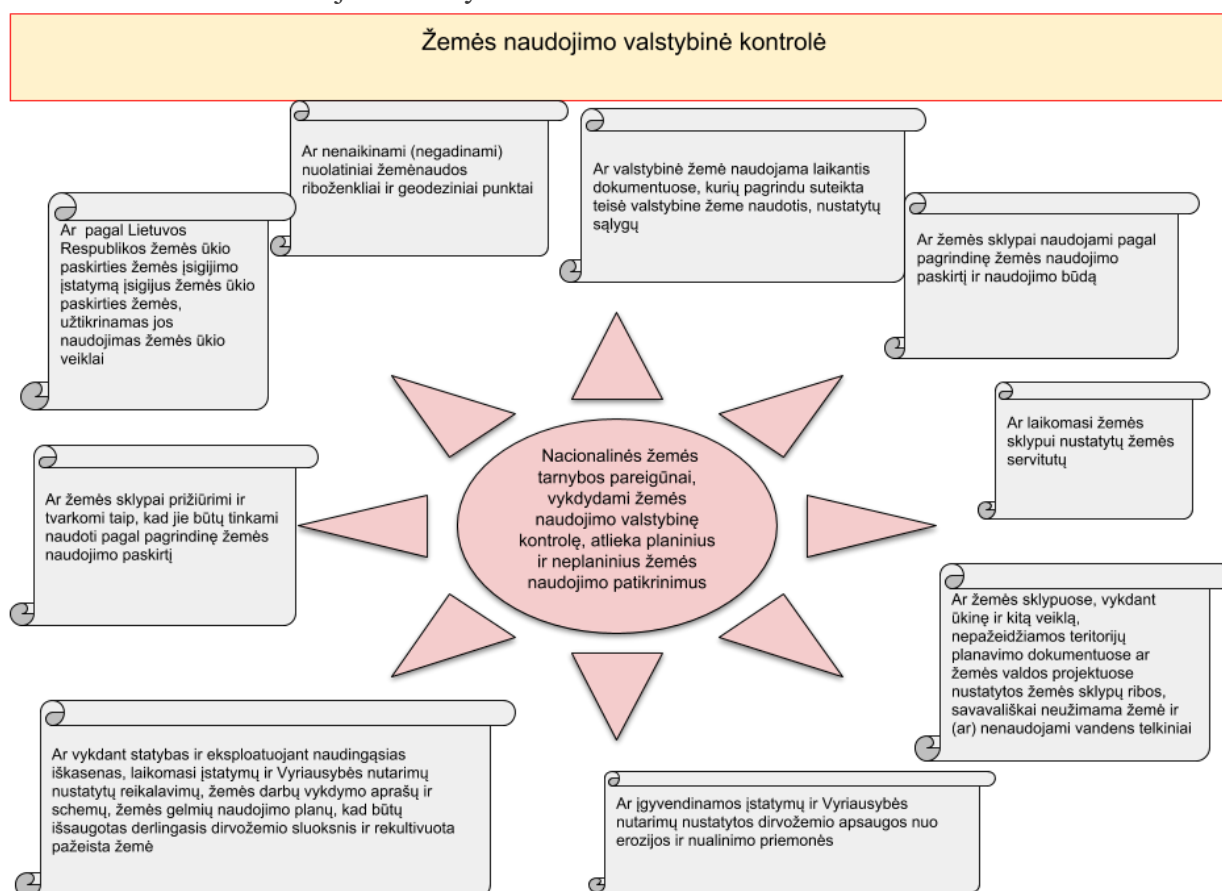 Žemės naudojimo valstybinė kontrolė
Ar nenaikinami (negadinami)
nuolatiniai žemėnaudos
riboženkliai ir geodeziniai punktai
Ar valstybinė žemė naudojama laikantis
dokumentuose, kurių pagrindu suteikta
teisė valstybine žeme naudotis, nustatytų
sąlygų
Ar pagal Lietuvos
Respublikos žemės ūkio
paskirties žemės įsigijimo
įstatymą įsigijus žemės ūkio
paskirties žemės,
užtikrinamas jos
naudojimas žemės ūkio
veiklai
Ar žemės sklypai naudojami pagal
pagrindinę žemės naudojimo
paskirtį ir naudojimo būdą
Ar laikomasi žemės
sklypui nustatytų žemės
servitutų
Nacionalinės žemės
tarnybos pareigūnai,
vykdydami žemės
naudojimo valstybinę
kontrolę, atlieka planinius
ir neplaninius žemės
naudojimo patikrinimus
Ar žemės sklypai prižiūrimi ir
tvarkomi taip, kad jie būtų tinkami
naudoti pagal pagrindinę žemės
naudojimo paskirtį
Ar žemės sklypuose, vykdant
ūkinę ir kitą veiklą,
nepažeidžiamos teritorijų
planavimo dokumentuose ar
žemės valdos projektuose
nustatytos žemės sklypų ribos,
savavališkai neužimama žemė ir
(ar) nenaudojami vandens telkiniai
Ar vykdant statybas ir eksploatuojant naudingąsias
iškasenas, laikomasi įstatymų ir Vyriausybės nutarimų
nustatytų reikalavimų, žemės darbų vykdymo aprašų ir
schemų, žemės gelmių naudojimo planų, kad būtų
išsaugotas derlingasis dirvožemio sluoksnis ir rekultivuota
pažeista žemė
Ar įgyvendinamos įstatymų ir Vyriausybės
nutarimų nustatytos dirvožemio apsaugos nuo
erozijos ir nualinimo priemonės